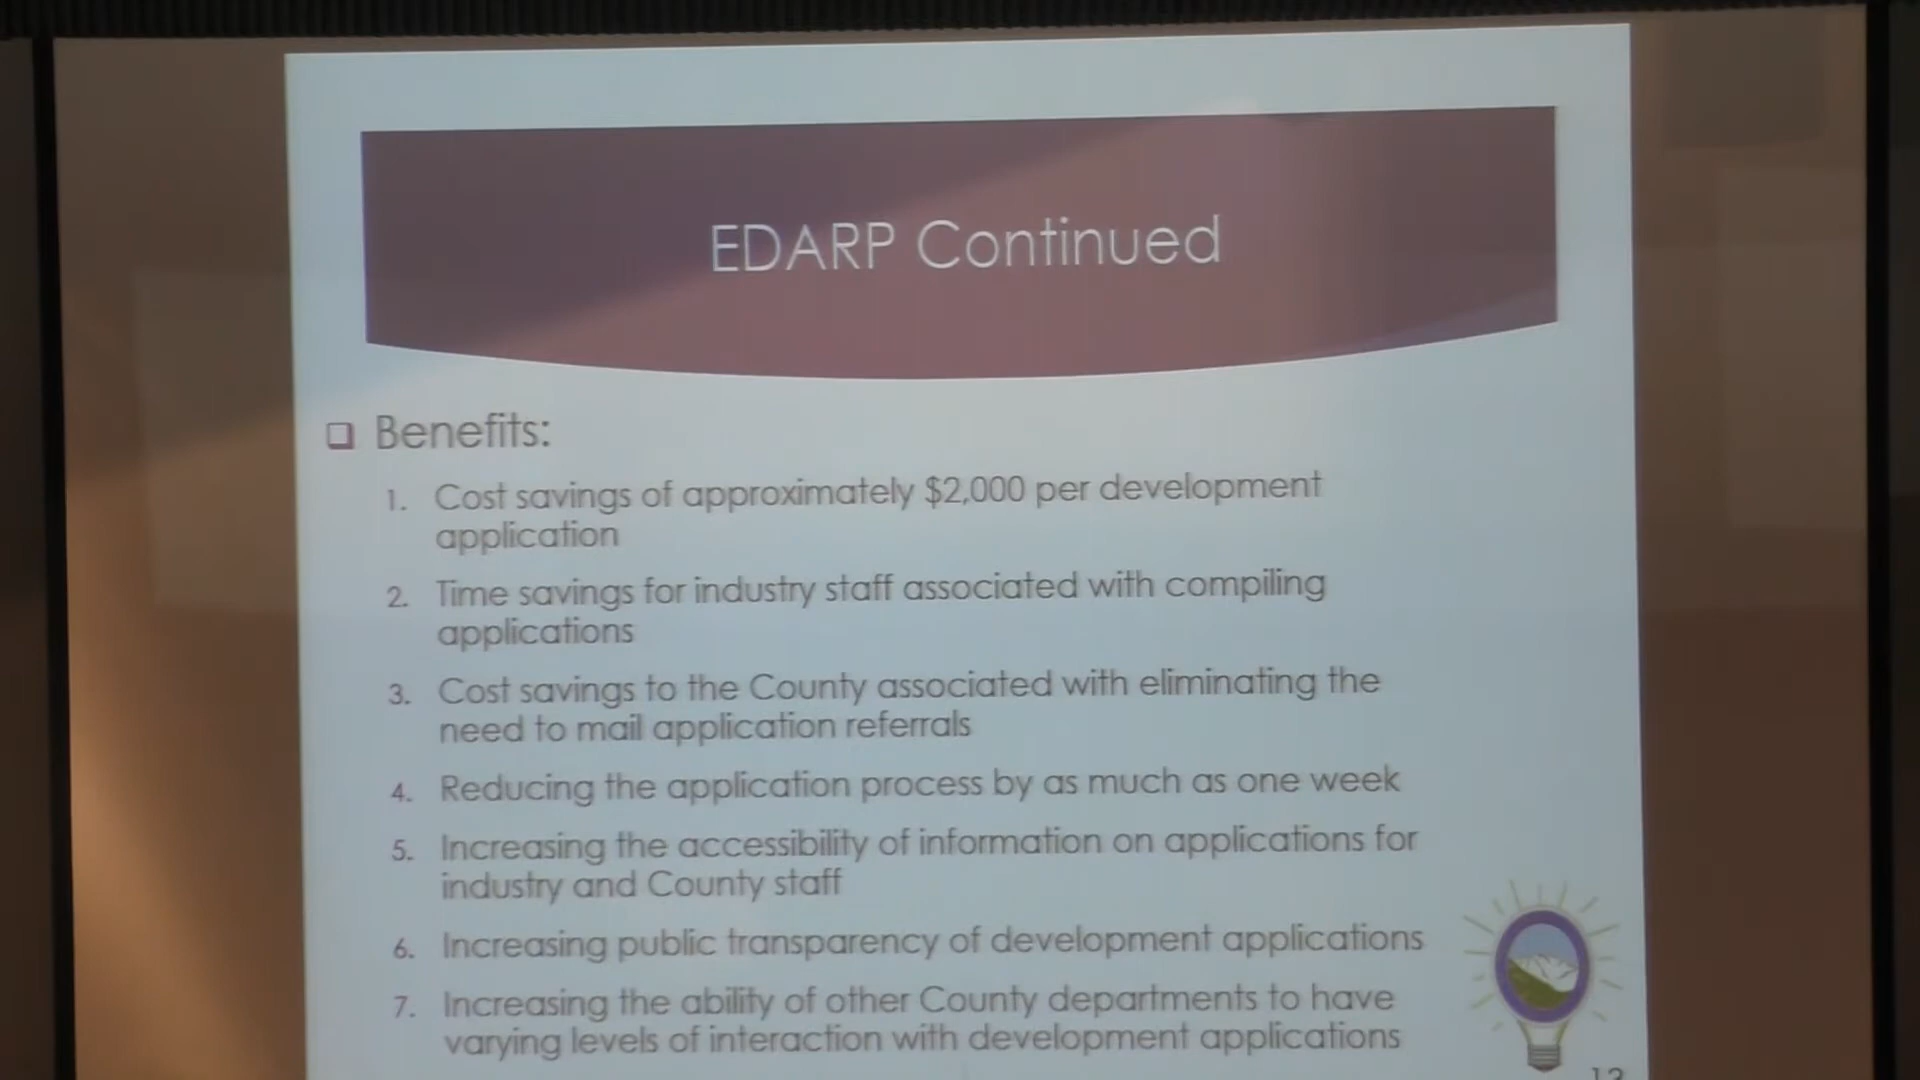 EDARP Continued
Benefits:
1. Cost savings of approximately $2,000 per development
application
2. Time savings for industry staff associated with compiling
applications
3. Cost savings to the County associated with eliminating the
need to mail application referrals
4. Reducing the application process by as much as one week
5. Increasing the accessibility of information on applications for
industry and County staff
6. Increasing public transparency of development applications
7. Increasing the ability of other County departments to have
varying levels of interaction with development applications